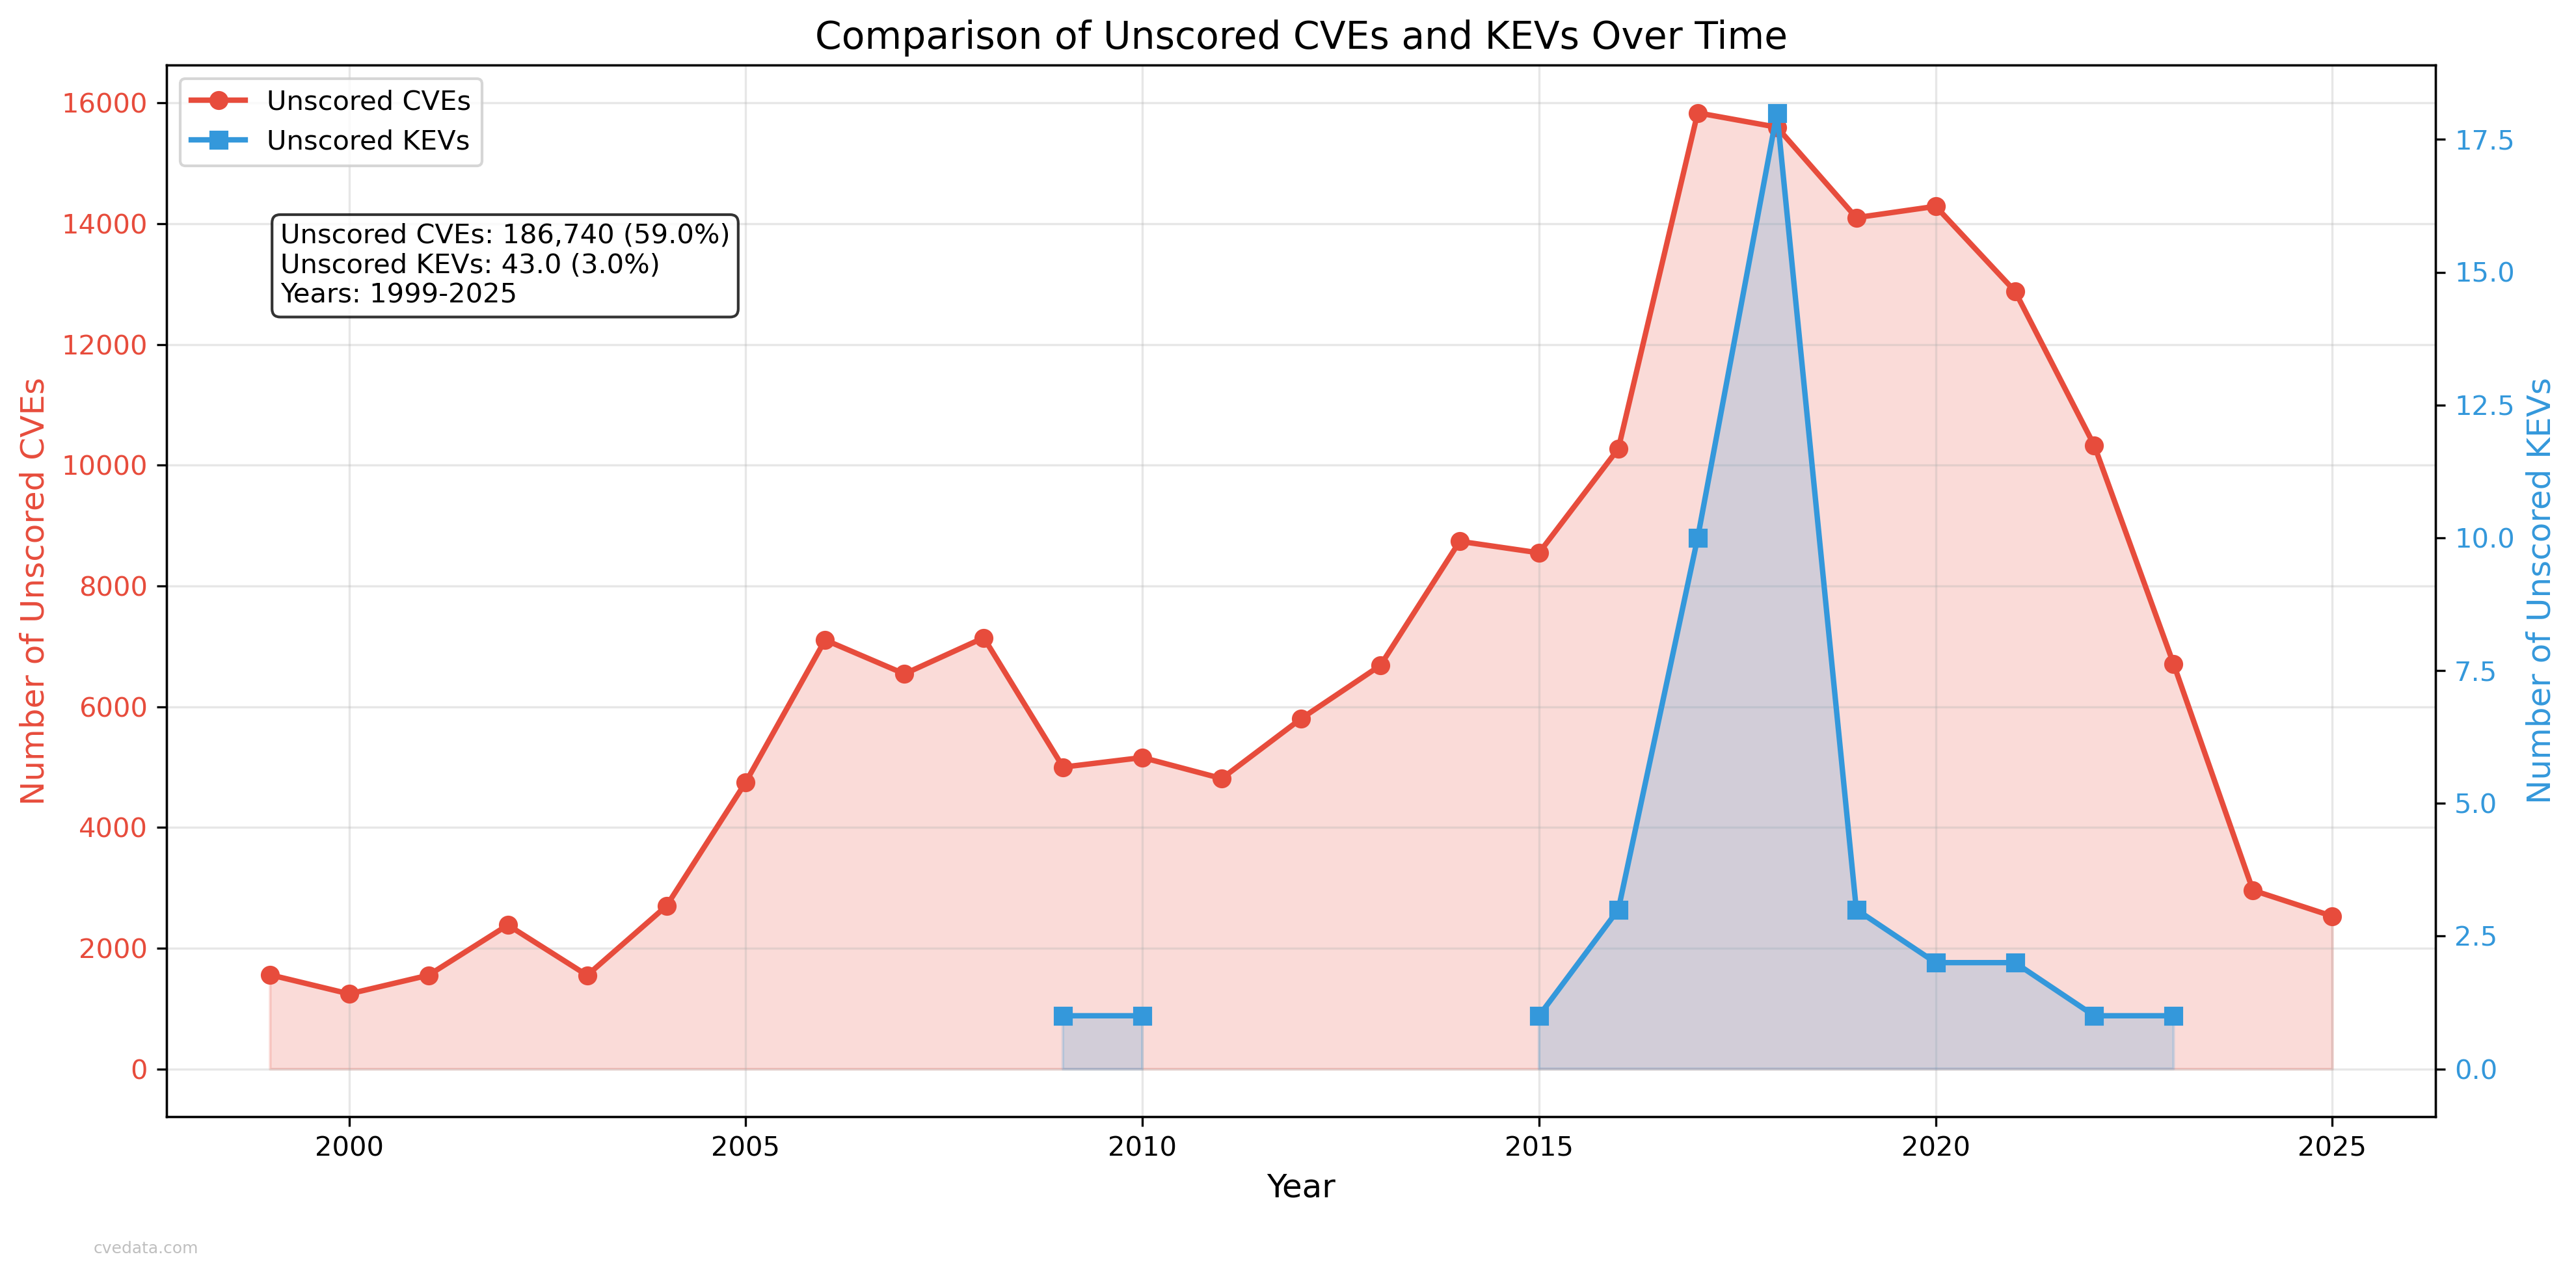 Comparison of Unscored CVEs and KEVs Over Time
Unscored CVEs
Unscored KEVs
Unscored CVEs: 186,740 (59.0%)
Unscored KEVs: 43.0 (3.0%)
Years: 1999-2025
Number of Unscored CVEs
16000
14000
12000
10000
8000
6000
4000
2000
0
17.5
15.0
12.5
10.0
7.5
5.0
2.5
0.0
Number of Unscored KEVs
2000 2005 2010 2015 2020 2025
Year
cvedata.com